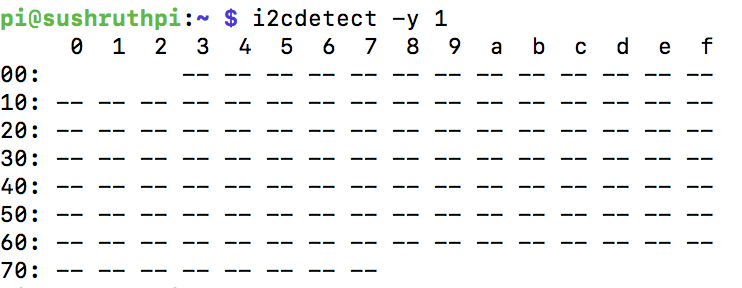 pi@sushruthpi:~ $ i2cdetect -y 1
     0  1  2  3  4  5  6  7  8  9  a  b  c  d  e  f
00:          -- -- -- -- -- -- -- -- -- -- -- -- --
10: -- -- -- -- -- -- -- -- -- -- -- -- -- -- -- --
20: -- -- -- -- -- -- -- -- -- -- -- -- -- -- -- --
30: -- -- -- -- -- -- -- -- -- -- -- -- -- -- -- --
40: -- -- -- -- -- -- -- -- -- -- -- -- -- -- -- --
50: -- -- -- -- -- -- -- -- -- -- -- -- -- -- -- --
60: -- -- -- -- -- -- -- -- -- -- -- -- -- -- -- --
70: -- -- -- -- -- -- -- --